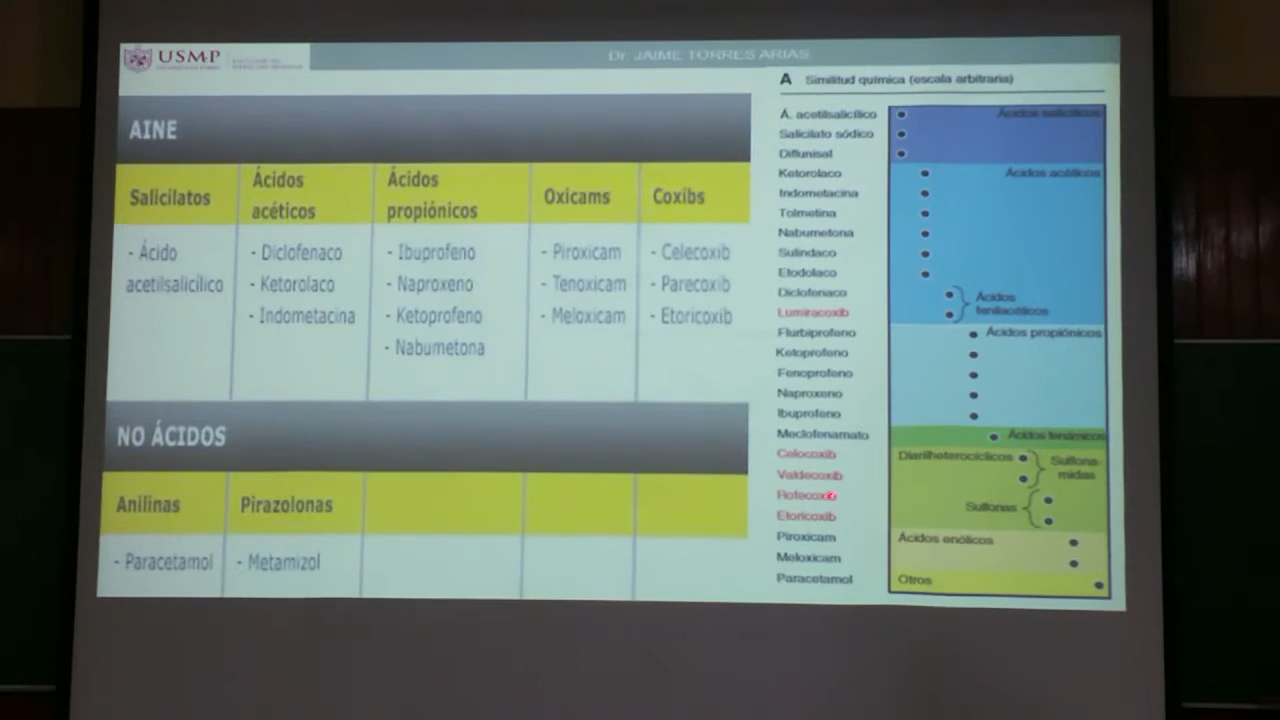 USMP
Dr. JAIME TORRES ARIAS
AINE
Salicilatos
Ácidos
acéticos
Ácidos
propiónicos
Oxicams
Coxibs
- Ácido
acetilsalicílico
- Diclofenaco
- Ketorolaco
- Indometacina
- Ibuprofeno
- Naproxeno
- Ketoprofeno
- Nabumetona
- Piroxicam
- Tenoxicam
- Meloxicam
- Celecoxib
- Parecoxib
- Etoricoxib
NO ÁCIDOS
Anilinas
Pirazolonas
- Paracetamol
- Metamizol
A Similitud química (escala arbitraria)
Á. acetilsalicílico
Salicilato sódico
Diflunisal
Ketorolaco
Indometacina
Tolmetina
Nabumetona
Sulindaco
Etodolaco
Diclofenaco
Lumiracoxib
Flurbiprofeno
Ketoprofeno
Fenoprofeno
Naproxeno
Ibuprofeno
Meclofenamato
Celocoxib
Valdecoxib
Rofecoxib
Etoricoxib
Piroxicam
Meloxicam
Paracetamol
Ácidos salicílicos
Ácidos acéticos
Ácidos
fenilacéticos
Ácidos propiónicos
Ácidos fenámicos
Diarilheterocíclicos
Sulfona-
midas
Sulfonas
Ácidos enólicos
Otros